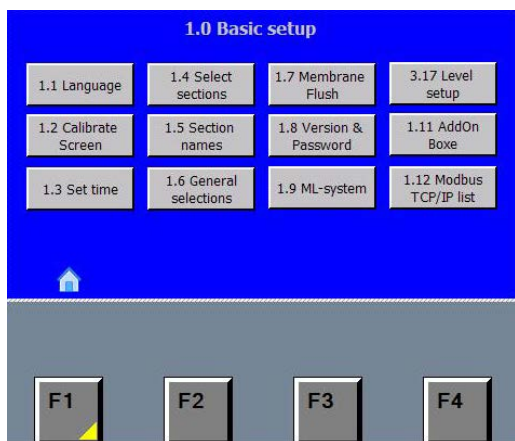 1.0 Basic setup
1.1 Language
1.4 Select
sections
1.7 Membrane
Flush
3.17 Level
setup
1.2 Calibrate
Screen
1.5 Section
names
1.8 Version &
Password
1.11 AddOn
Boxe
1.3 Set time
1.6 General
selections
1.9 ML-system
1.12 Modbus
TCP/IP list
F1
F2
F3
F4